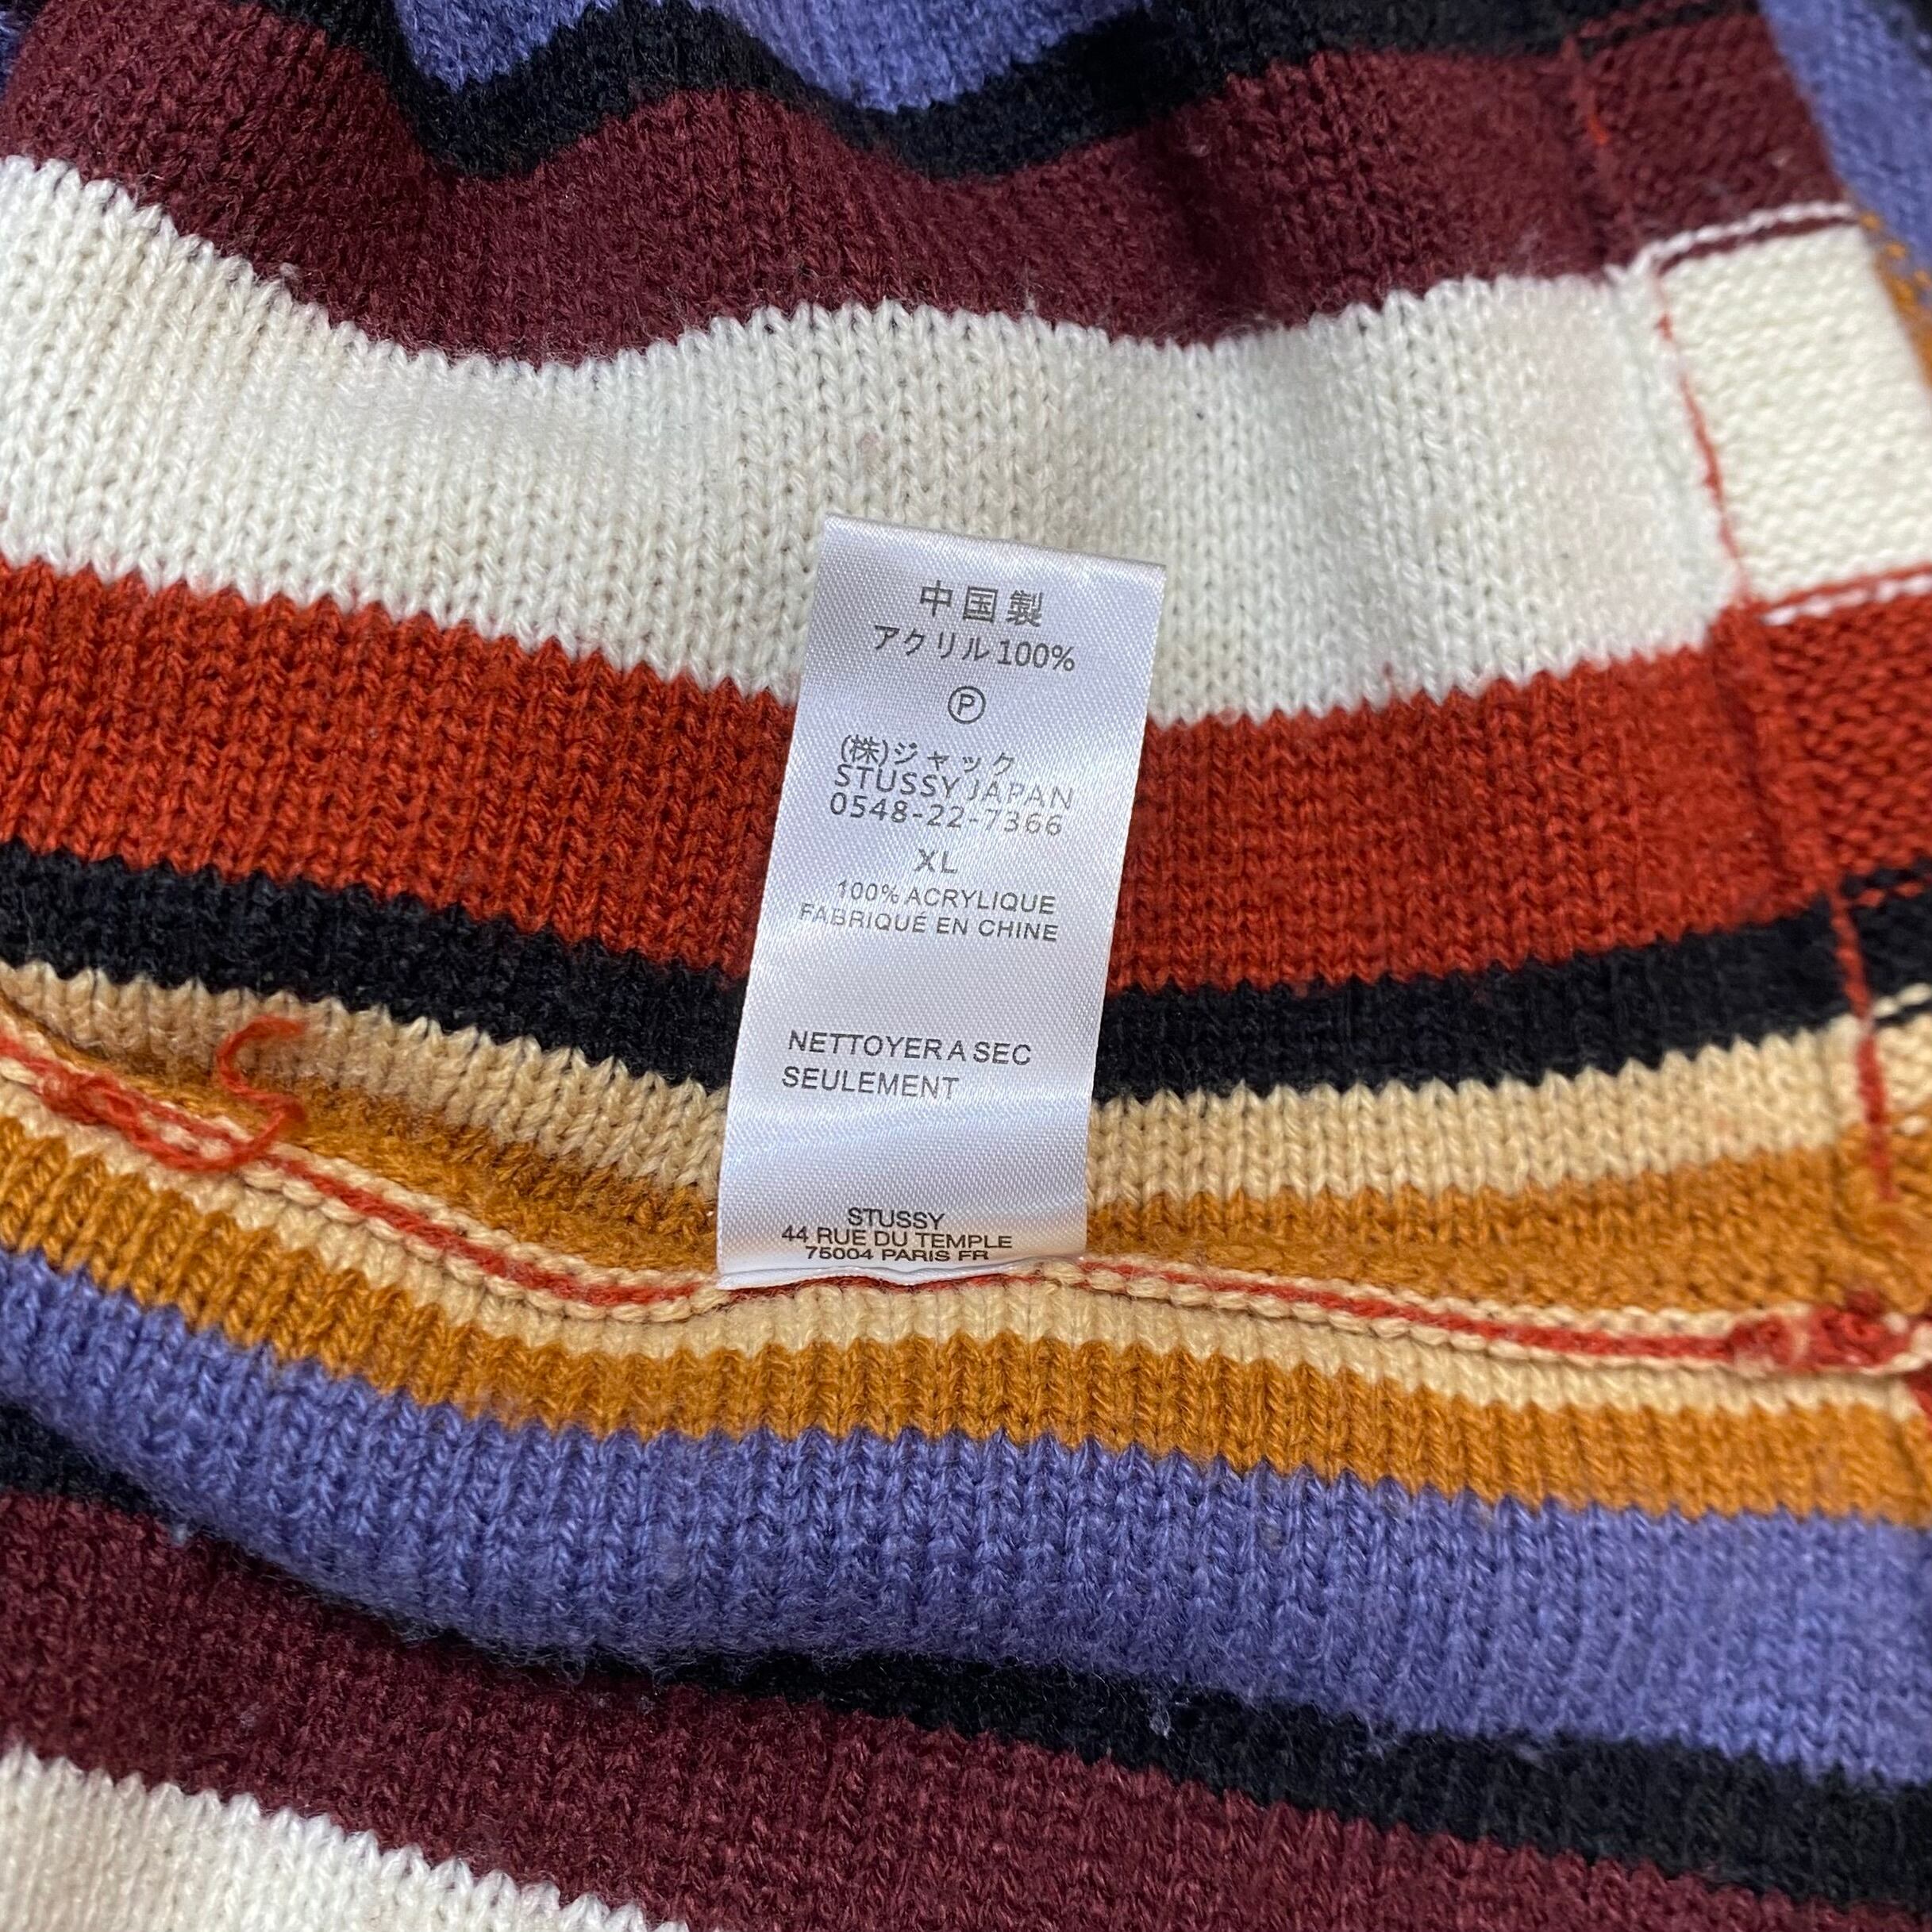 中国製
アクリル100%
Ⓟ
(株)ジャック
STUSSY JAPAN
0548-22-7366
XL
100% ACRYLIQUE
FABRIQUÉ EN CHINE
NETTOYER A SEC
SEULEMENT
STUSSY
44 RUE DU TEMPLE
75004 PARIS FR